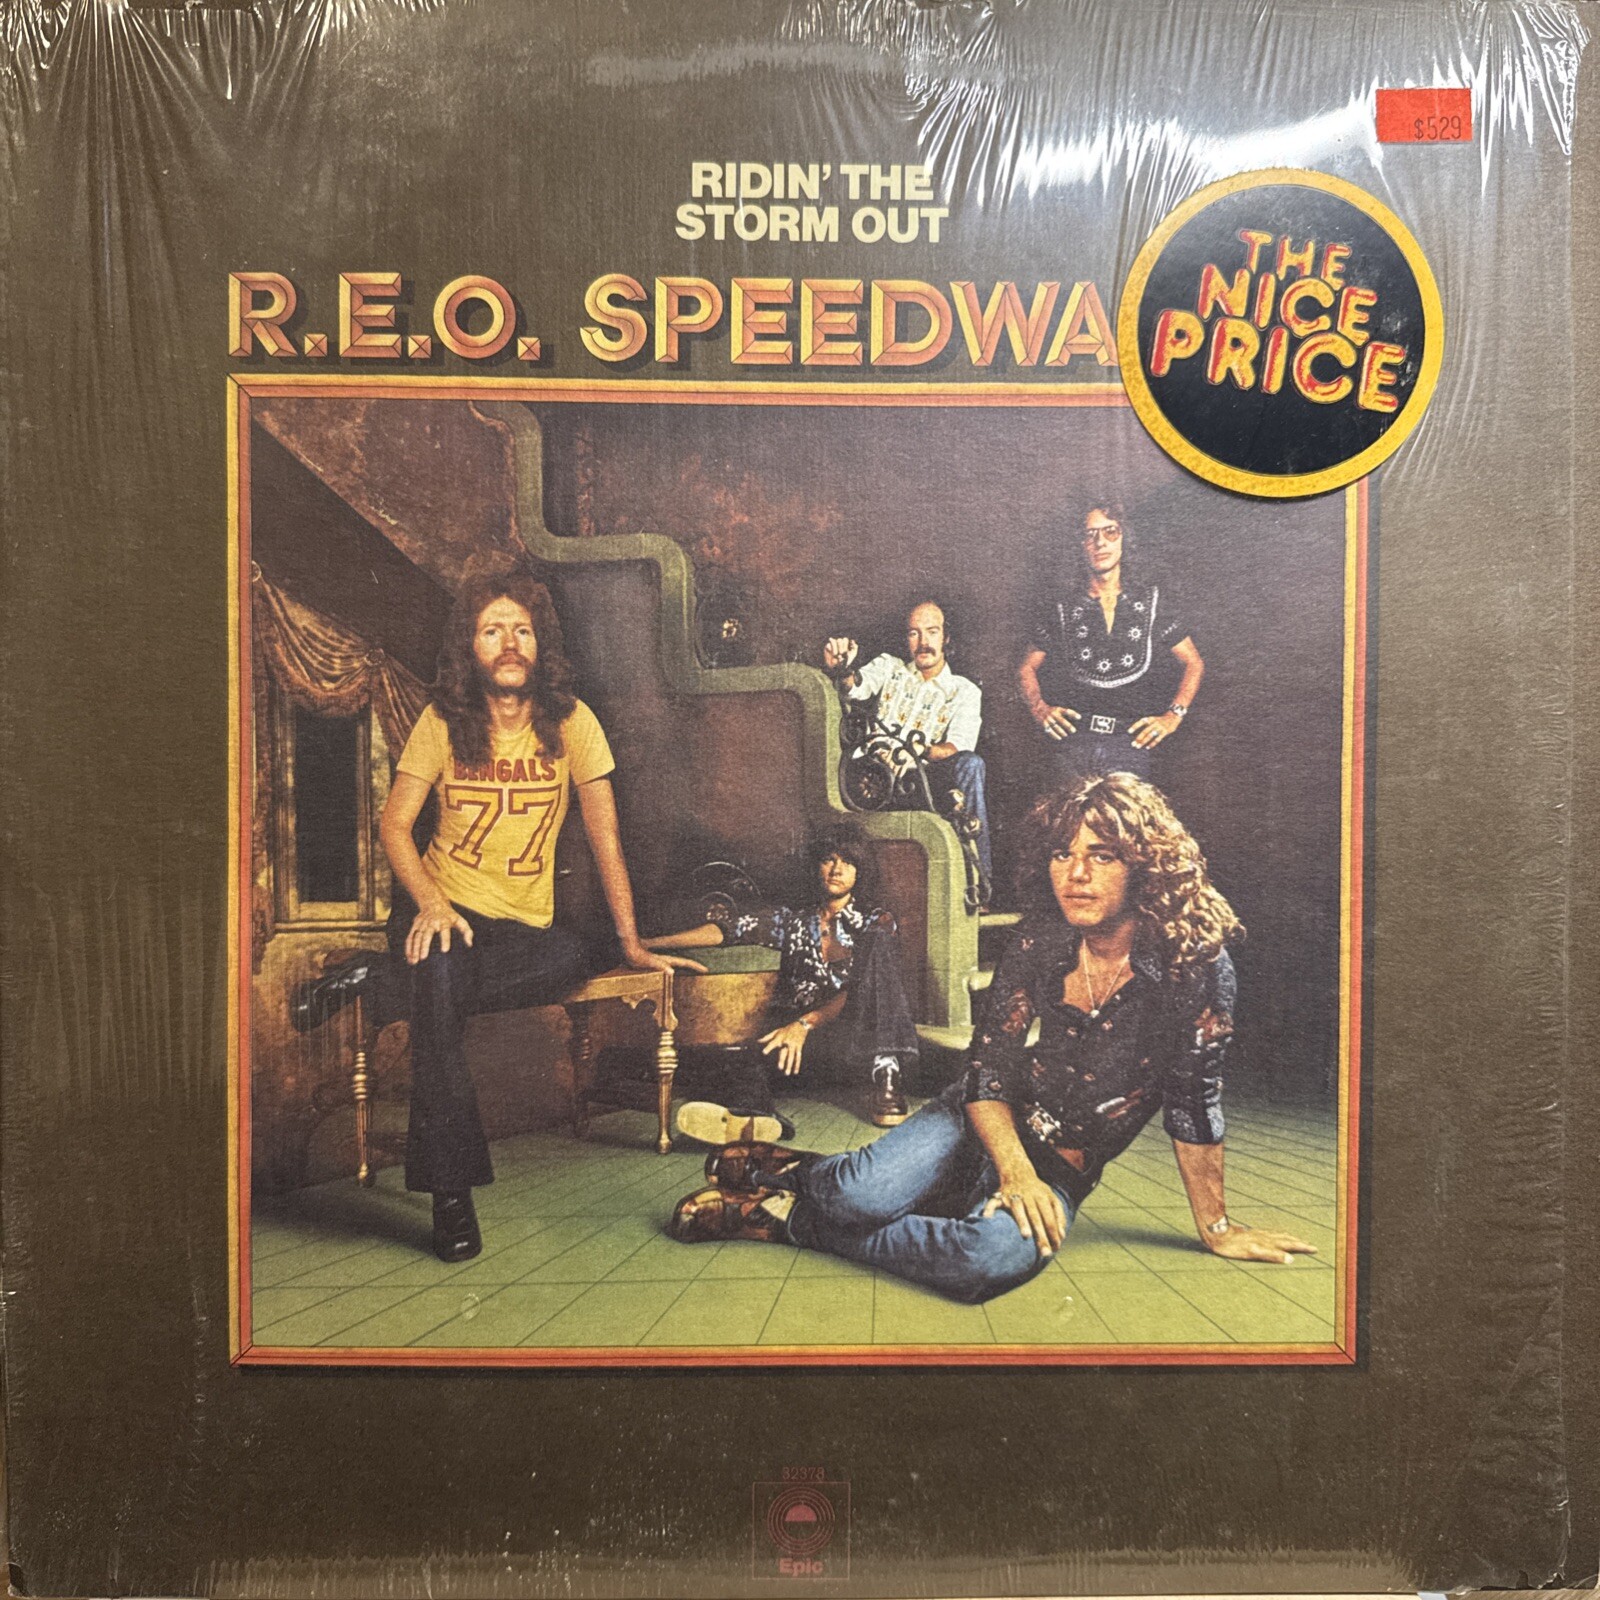 $529
RIDIN' THE
STORM OUT
R.E.O. SPEEDWA
THE
NICE
PRICE
BENGALS
77
32378
Epic